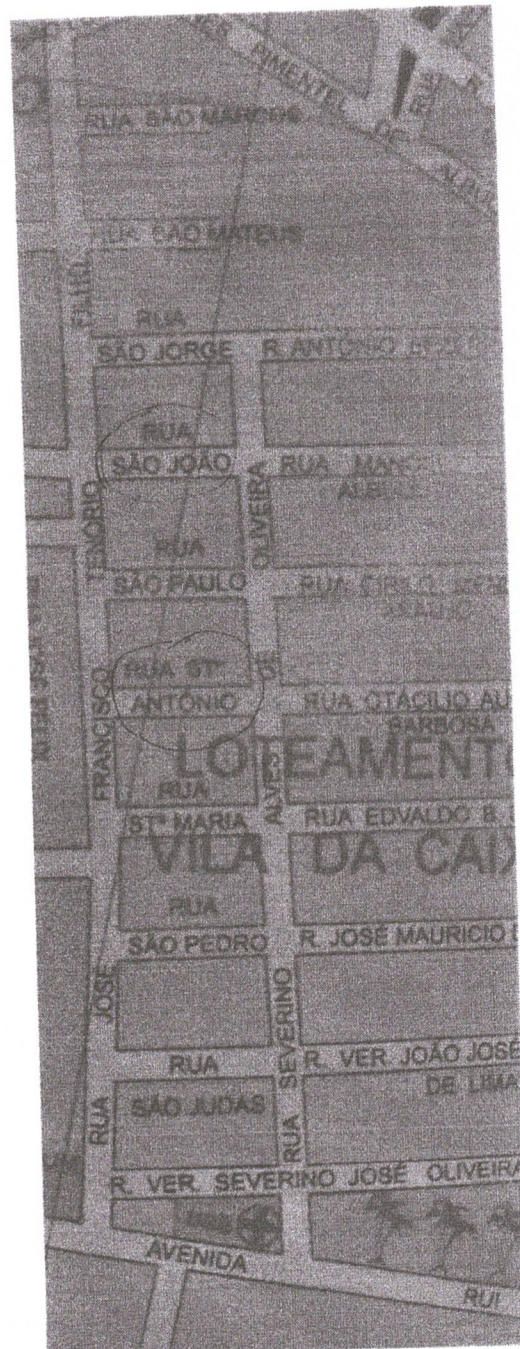 PIMENTEL DE
RUA
RUA SÃO MARCOS
RUA SÃO MATEUS
FILHO
RUA
SÃO JORGE
R. ANTÔNIO
RUA
SÃO JOÃO
RUA
TENÓRIO
OLIVEIRA
RUA
SÃO PAULO
RUA
RUA STº
ANTÔNIO
DE
RUA OTACILIO AU
BARBOSA
FRANCISCO
LOTEAMENTO
RUA
STª MARIA
ALVES
RUA EDVALDO B.
VILA DA CAIX
RUA
SÃO PEDRO
R. JOSÉ MAURICIO
JOSÉ
SEVERINO
RUA
SÃO JUDAS
R. VER. JOÃO JOSÉ
DE LIMA
RUA
RUA
R. VER. SEVERINO JOSÉ OLIVEIRA
AVENIDA
RUI